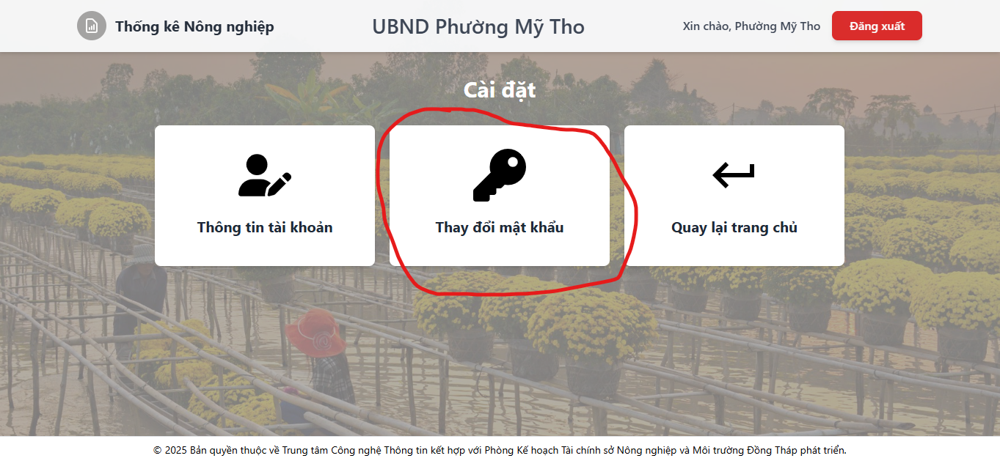 Thống kê Nông nghiệp
UBND Phường Mỹ Tho
Xin chào, Phường Mỹ Tho
Đăng xuất
Cài đặt
Thông tin tài khoản
Thay đổi mật khẩu
Quay lại trang chủ
© 2025 Bản quyền thuộc về Trung tâm Công nghệ Thông tin kết hợp với Phòng Kế hoạch Tài chính sở Nông nghiệp và Môi trường Đồng Tháp phát triển.